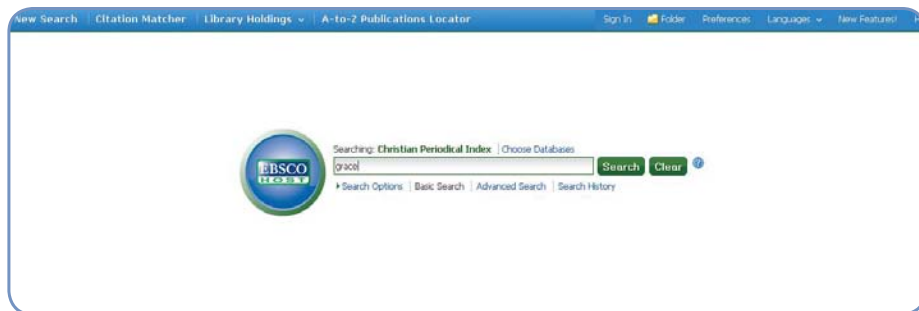 New Search Citation Matcher Library Holdings A-to-Z Publications Locator Sign In Folder Preferences Languages New Features!
Searching: Christian Periodical Index Choose Databases
EBSCO
HOST
grace Search Clear
Search Options Basic Search Advanced Search Search History